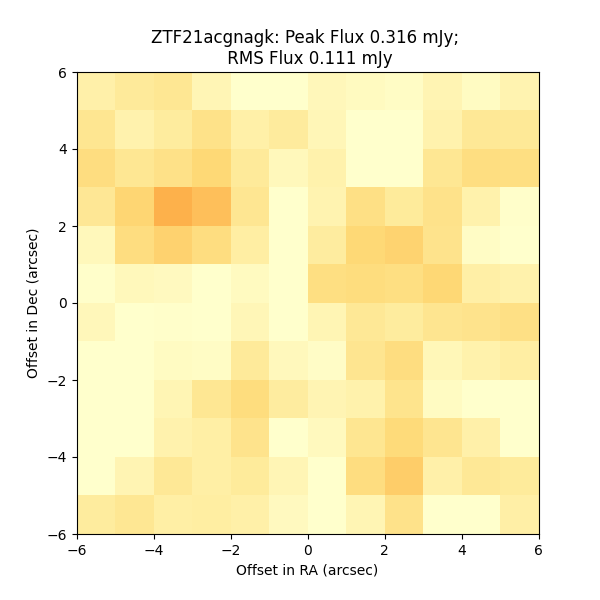 ZTF21acgnagk: Peak Flux 0.316 mJy;
RMS Flux 0.111 mJy
6
4
2
0
−2
−4
−6
Offset in Dec (arcsec)
−6 −4 −2 0 2 4 6
Offset in RA (arcsec)